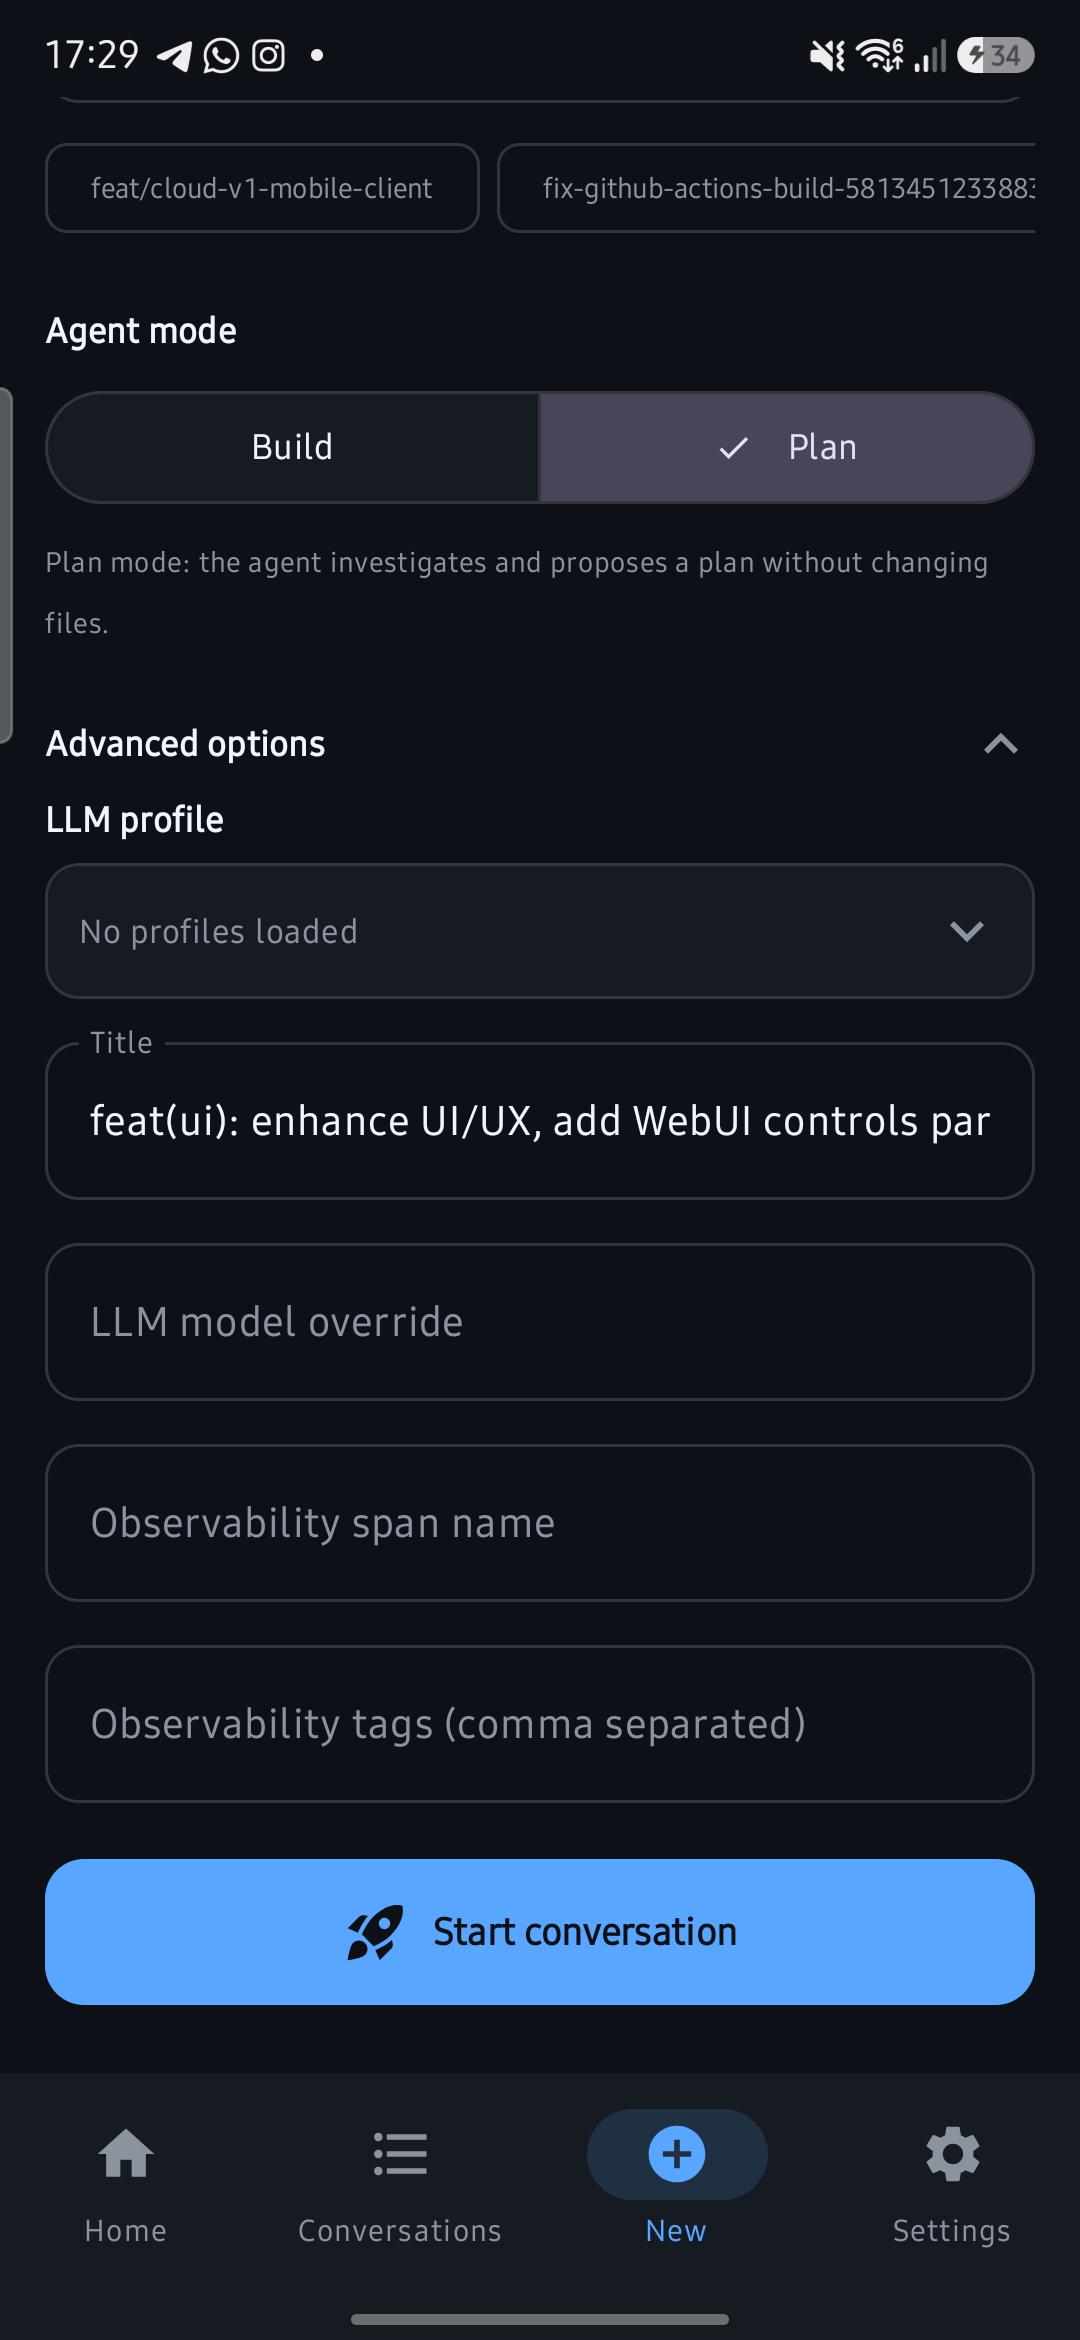 17:29
6
34
feat/cloud-v1-mobile-client
fix-github-actions-build-581345123388
Agent mode
Build
Plan
Plan mode: the agent investigates and proposes a plan without changing
files.
Advanced options
LLM profile
No profiles loaded
Title
feat(ui): enhance UI/UX, add WebUI controls par
LLM model override
Observability span name
Observability tags (comma separated)
Start conversation
Home
Conversations
New
Settings